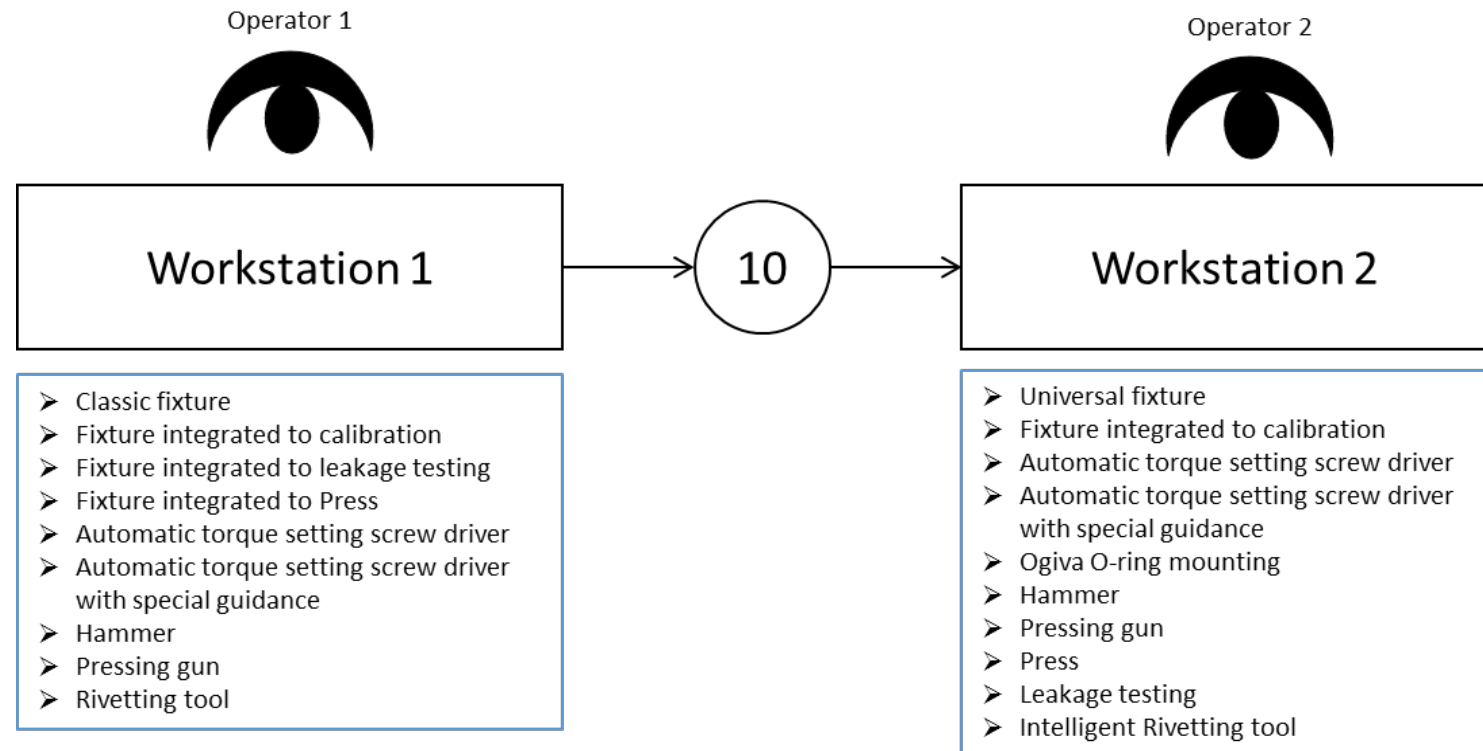 Operator 1
Operator 2
Workstation 1
10
Workstation 2
➢ Classic fixture
➢ Fixture integrated to calibration
➢ Fixture integrated to leakage testing
➢ Fixture integrated to Press
➢ Automatic torque setting screw driver
➢ Automatic torque setting screw driver
with special guidance
➢ Hammer
➢ Pressing gun
➢ Rivetting tool
➢ Universal fixture
➢ Fixture integrated to calibration
➢ Automatic torque setting screw driver
➢ Automatic torque setting screw driver
with special guidance
➢ Ogiva O-ring mounting
➢ Hammer
➢ Pressing gun
➢ Press
➢ Leakage testing
➢ Intelligent Rivetting tool